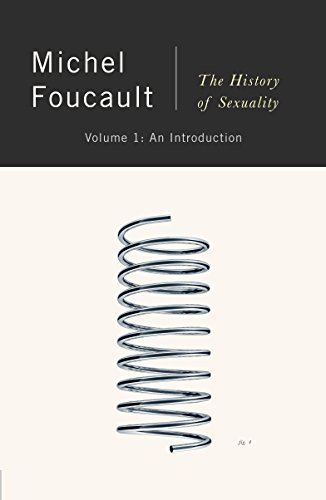 Michel
Foucault
The History
of Sexuality
Volume 1: An Introduction